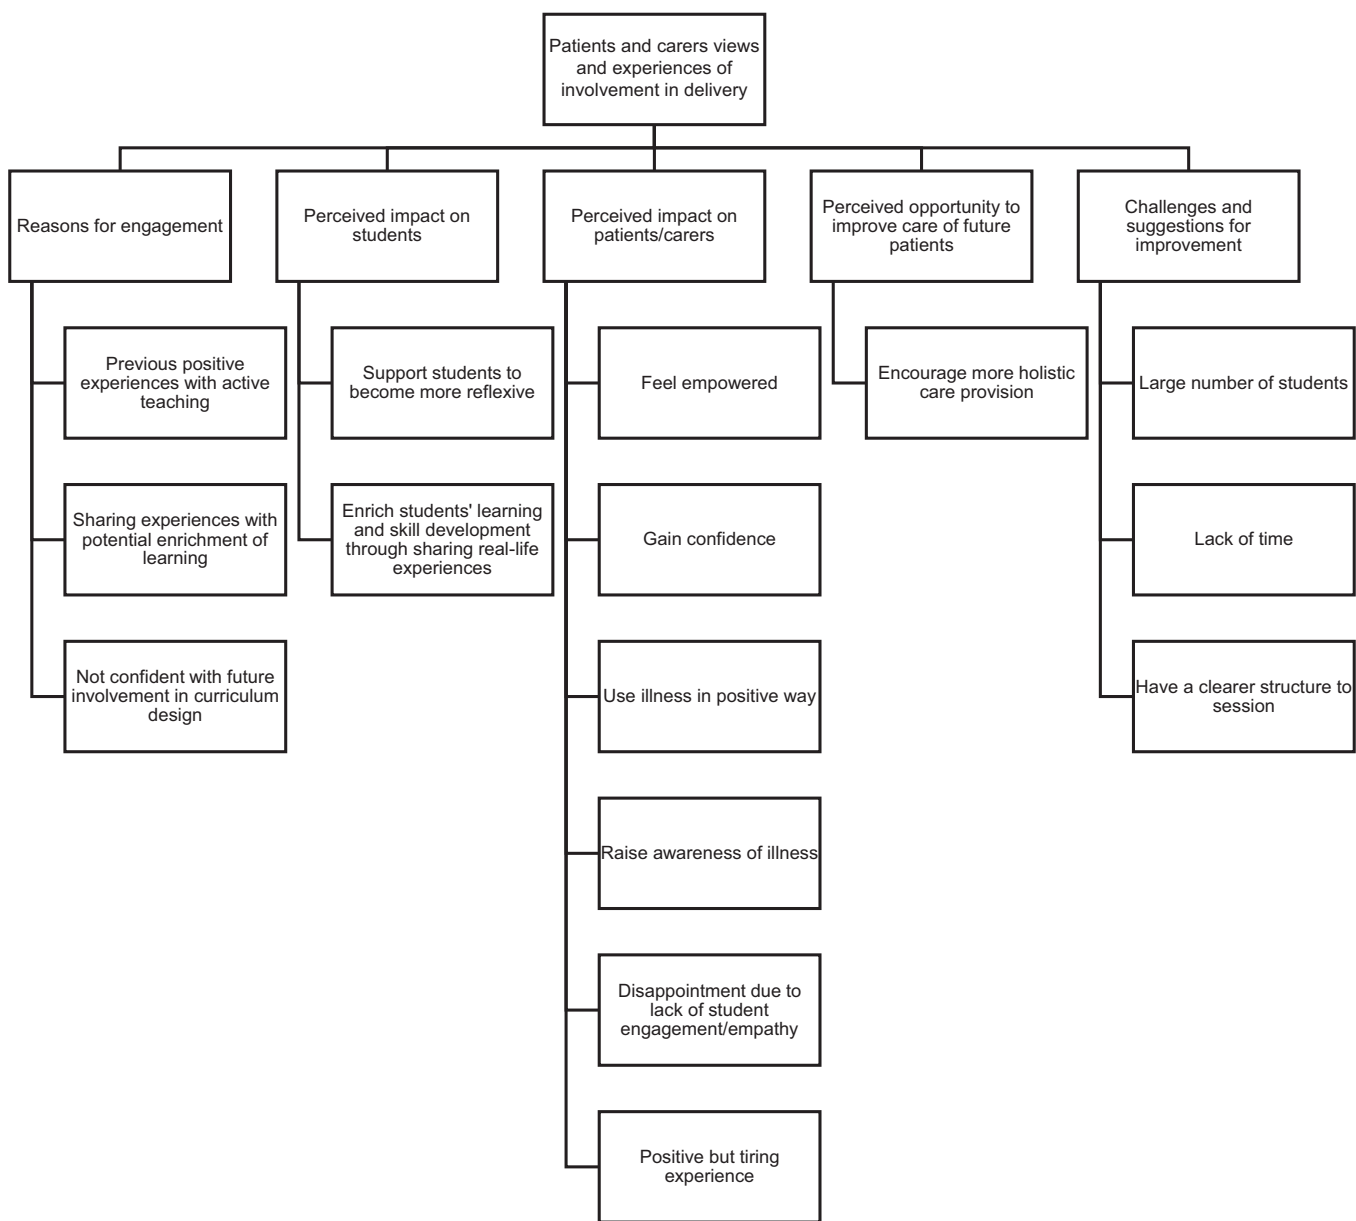 Patients and carers views
and experiences of
involvement in delivery
Reasons for engagement
Perceived impact on
students
Perceived impact on
patients/carers
Perceived opportunity to
improve care of future
patients
Challenges and
suggestions for
improvement
Previous positive
experiences with active
teaching
Sharing experiences with
potential enrichment of
learning
Not confident with future
involvement in curriculum
design
Support students to
become more reflexive
Enrich students' learning
and skill development
through sharing real-life
experiences
Feel empowered
Gain confidence
Use illness in positive way
Raise awareness of illness
Disappointment due to
lack of student
engagement/empathy
Positive but tiring
experience
Encourage more holistic
care provision
Large number of students
Lack of time
Have a clearer structure to
session